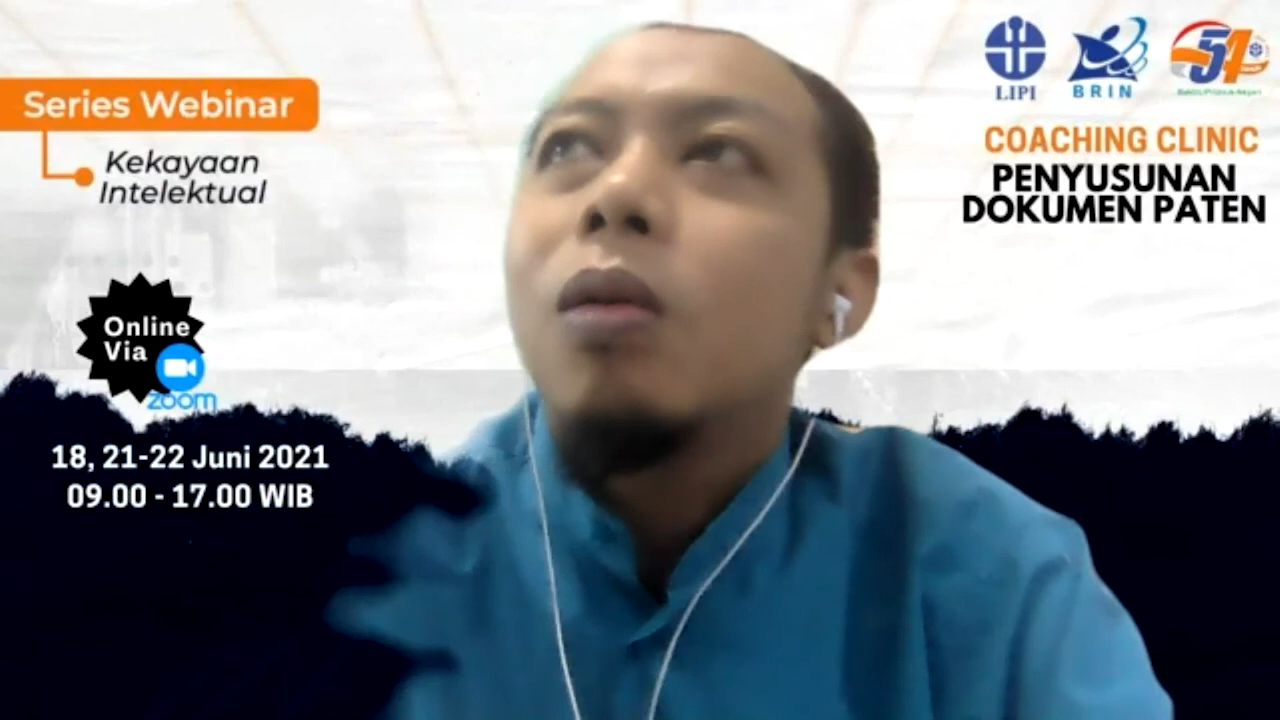 Series Webinar
Kekayaan
Intelektual
Online
Via
zoom
18, 21-22 Juni 2021
09.00 - 17.00 WIB
LIPI
BRIN
54
COACHING CLINIC
PENYUSUNAN
DOKUMEN PATEN